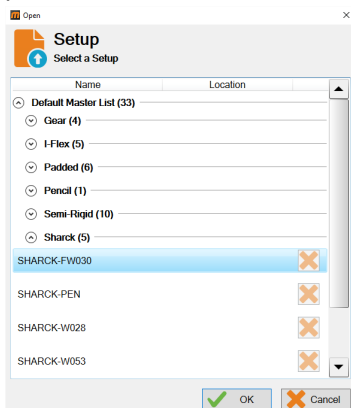 Open
Setup
Select a Setup
Name Location
Default Master List (33)
Gear (4)
I-Flex (5)
Padded (6)
Pencil (1)
Semi-Rigid (10)
Sharck (5)
SHARCK-FW030
SHARCK-PEN
SHARCK-W028
SHARCK-W053
OK Cancel